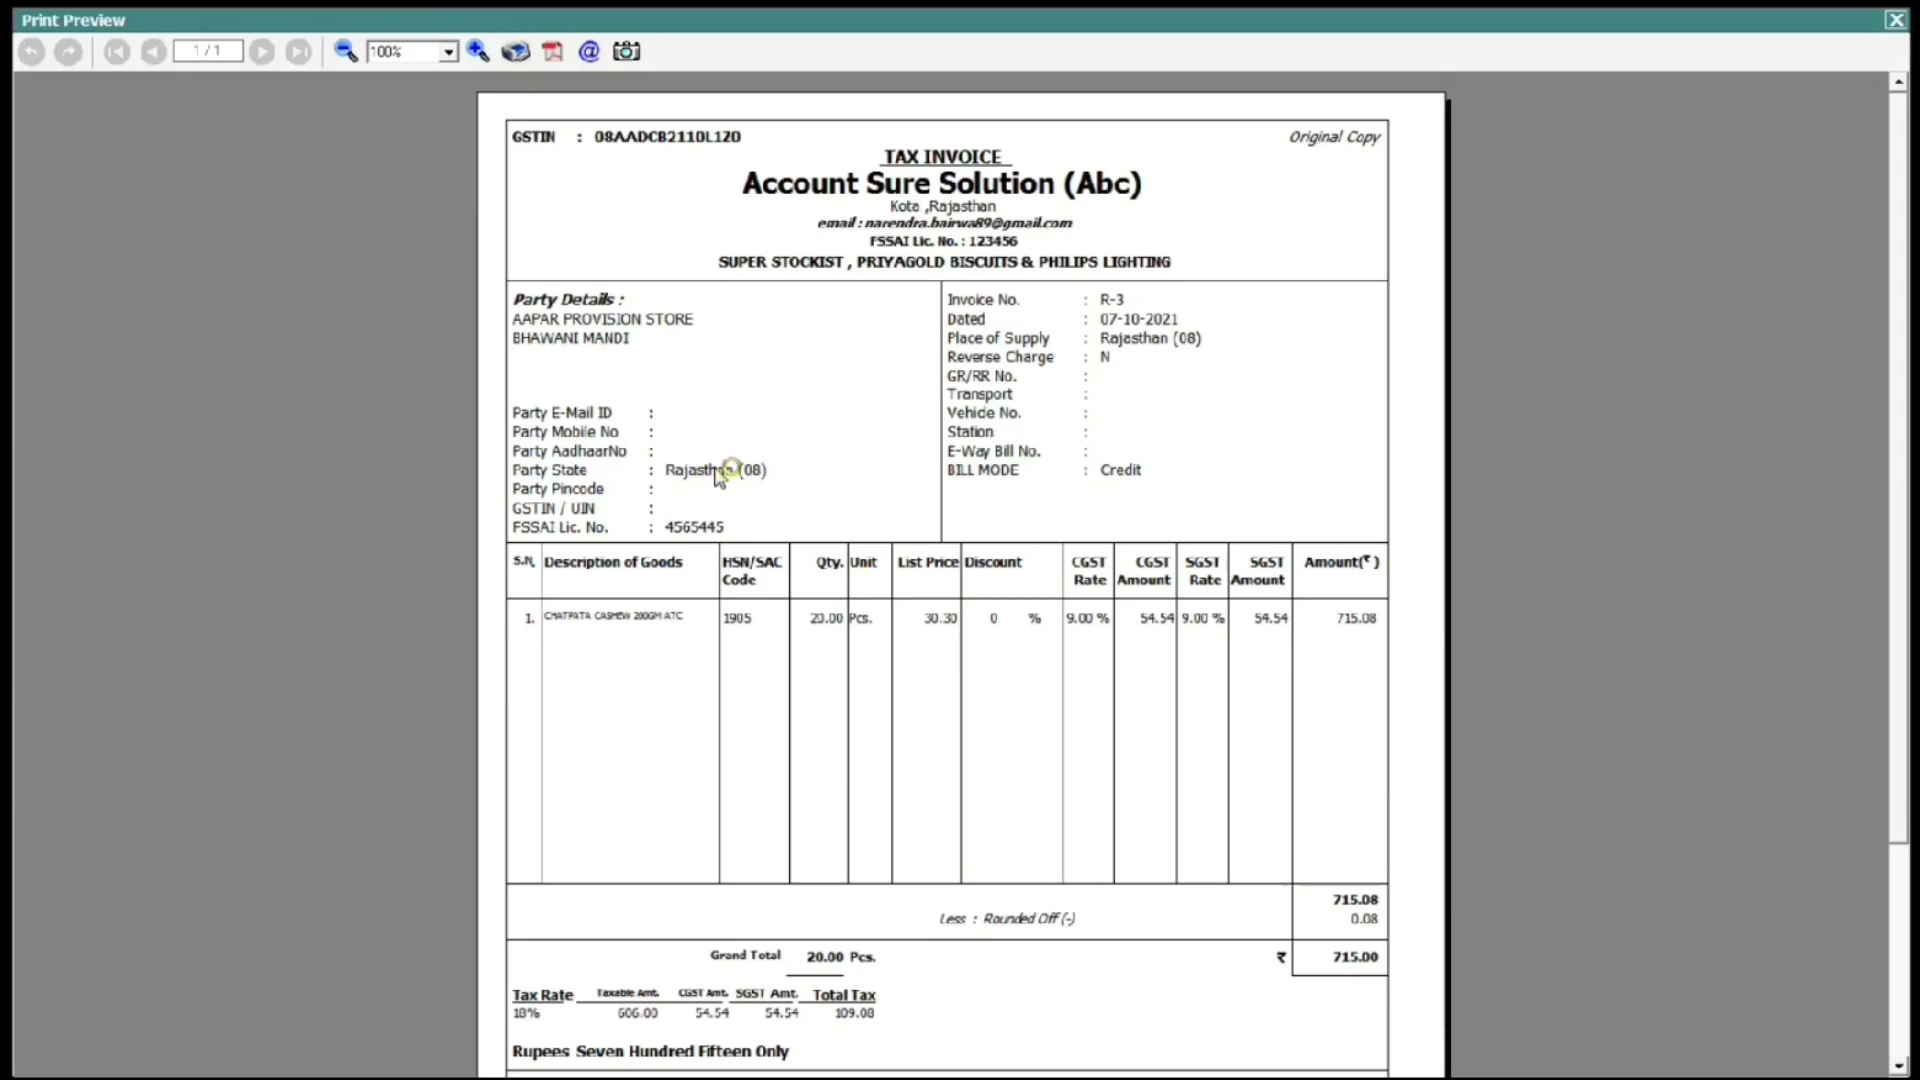 Print Preview
1 / 1
100%
GSTIN : 08AADCB2110L1Z0
Original Copy
TAX INVOICE
Account Sure Solution (Abc)
Kota ,Rajasthan
email : narendra.bairwa89@gmail.com
FSSAI Lic. No. : 123456
SUPER STOCKIST , PRIYAGOLD BISCUITS & PHILIPS LIGHTING
Party Details :
AAPAR PROVISION STORE
BHAWANI MANDI
Party E-Mail ID :
Party Mobile No :
Party AadhaarNo :
Party State : Rajasthan (08)
Party Pincode :
GSTIN / UIN :
FSSAI Lic. No. : 4565445
Invoice No. : R-3
Dated : 07-10-2021
Place of Supply : Rajasthan (08)
Reverse Charge : N
GR/RR No. :
Transport :
Vehicle No. :
Station :
E-Way Bill No. :
BILL MODE : Credit
S.N. Description of Goods HSN/SAC Qty. Unit List Price Discount CGST CGST SGST SGST Amount(₹ )
Code Rate Amount Rate Amount
1. CHATPATA CASHEW 200GM ATC 1905 20.00 Pcs. 30.30 0 % 9.00 % 54.54 9.00 % 54.54 715.08
715.08
Less : Rounded Off (-) 0.08
Grand Total 20.00 Pcs. ₹ 715.00
Tax Rate Taxable Amt. CGST Amt. SGST Amt. Total Tax
18% 606.00 54.54 54.54 109.08
Rupees Seven Hundred Fifteen Only